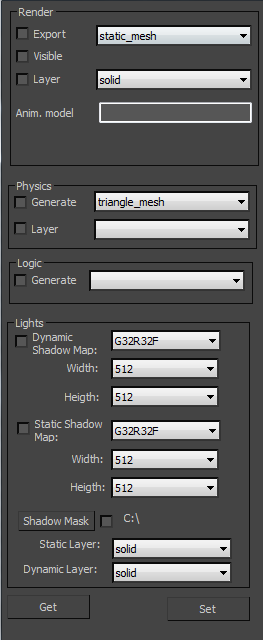 Render
Export static_mesh
Visible
Layer solid
Anim. model
Physics
Generate triangle_mesh
Layer
Logic
Generate
Lights
Dynamic G32R32F
Shadow Map:
Width: 512
Heigth: 512
Static Shadow G32R32F
Map:
Width: 512
Heigth: 512
Shadow Mask C:\
Static Layer: solid
Dynamic Layer: solid
Get Set